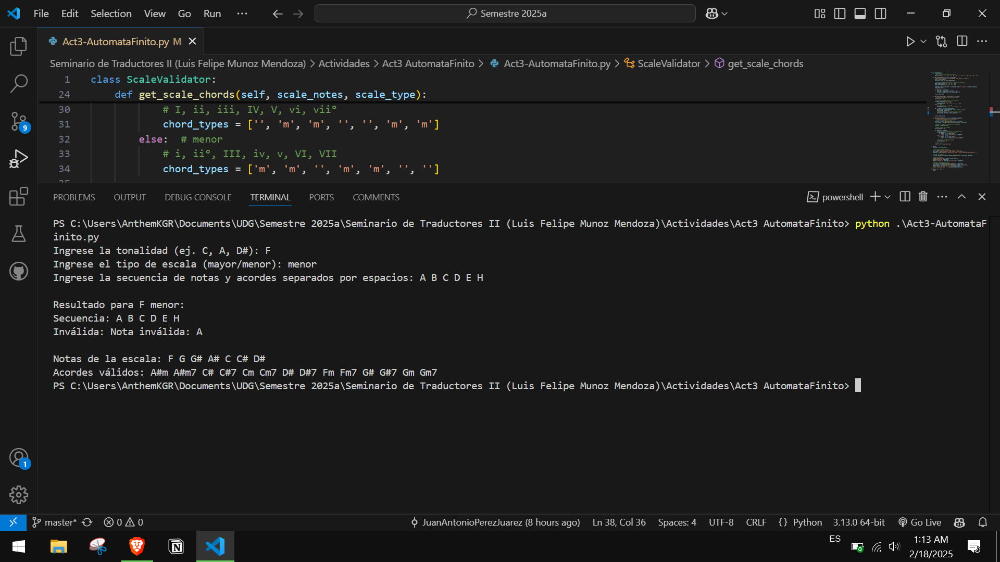 File Edit Selection View Go Run ··· Semestre 2025a
Act3-AutomataFinito.py M
Seminario de Traductores II (Luis Felipe Munoz Mendoza) > Actividades > Act3 AutomataFinito > Act3-AutomataFinito.py > ScaleValidator > get_scale_chords
1 class ScaleValidator:
24 def get_scale_chords(self, scale_notes, scale_type):
30 # I, ii, iii, IV, V, vi, vii°
31 chord_types = ['', 'm', 'm', '', '', 'm', 'm']
32 else: # menor
33 # i, ii°, III, iv, v, VI, VII
34 chord_types = ['m', 'm', '', 'm', 'm', '', '']
PROBLEMS OUTPUT DEBUG CONSOLE TERMINAL PORTS COMMENTS powershell
PS C:\Users\AnthemKGR\Documents\UDG\Semestre 2025a\Seminario de Traductores II (Luis Felipe Munoz Mendoza)\Actividades\Act3 AutomataFinito> python .\Act3-AutomataF
inito.py
Ingrese la tonalidad (ej. C, A, D#): F
Ingrese el tipo de escala (mayor/menor): menor
Ingrese la secuencia de notas y acordes separados por espacios: A B C D E H
Resultado para F menor:
Secuencia: A B C D E H
Inválida: Nota inválida: A
Notas de la escala: F G G# A# C C# D#
Acordes válidos: A#m A#m7 C# C#7 Cm Cm7 D# D#7 Fm Fm7 G# G#7 Gm Gm7
PS C:\Users\AnthemKGR\Documents\UDG\Semestre 2025a\Seminario de Traductores II (Luis Felipe Munoz Mendoza)\Actividades\Act3 AutomataFinito>
9
1
master* 0 0 JuanAntonioPerezJuarez (8 hours ago) Ln 38, Col 36 Spaces: 4 UTF-8 CRLF {} Python 3.13.0 64-bit Go Live
ES
1:13 AM
2/18/2025